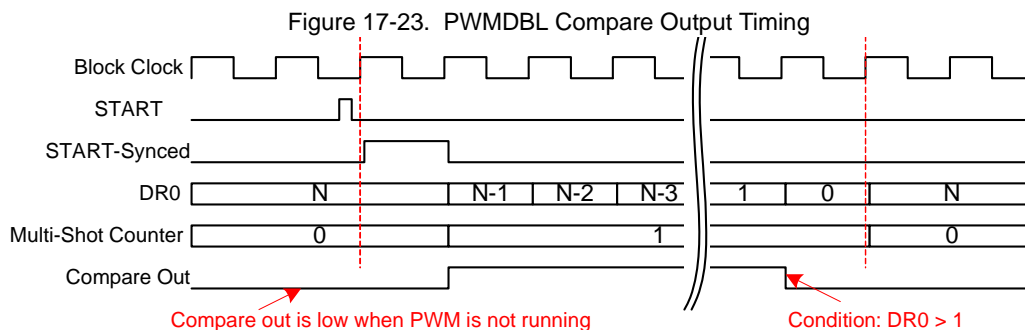 Figure 17-23. PWMDBL Compare Output Timing
Block Clock
START
START-Synced
DR0 N N-1 N-2 N-3 1 0 N
Multi-Shot Counter 0 1 0
Compare Out
Compare out is low when PWM is not running Condition: DR0 > 1